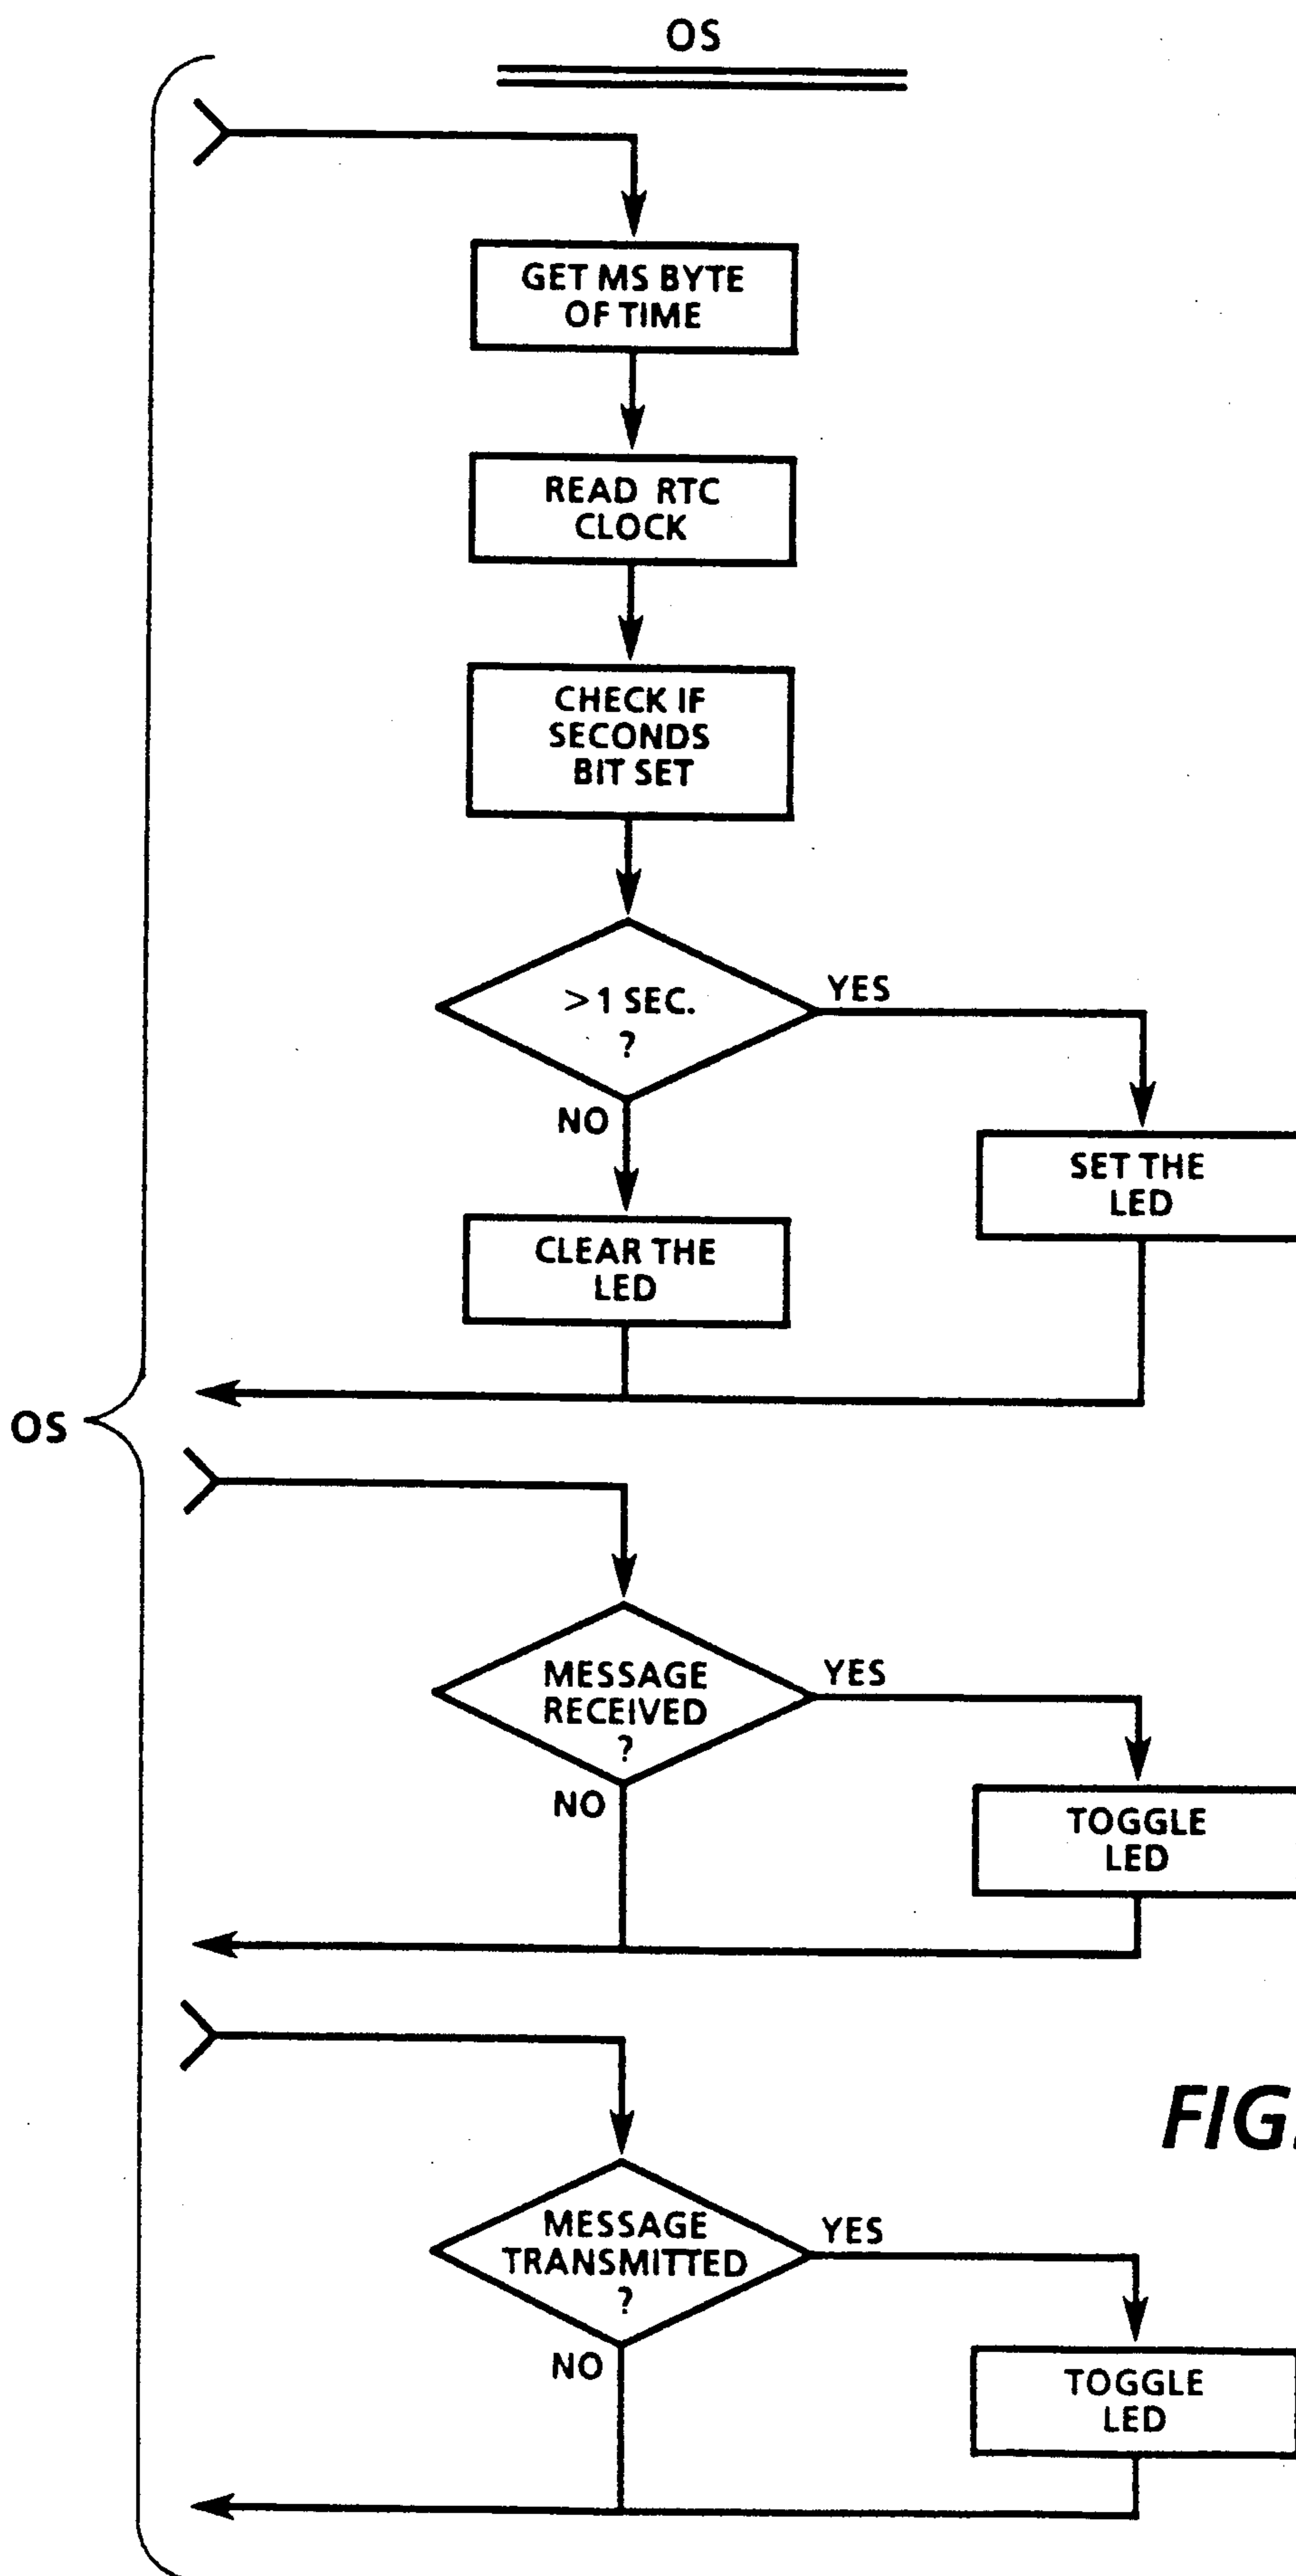 OS
GET MS BYTE
OF TIME
READ RTC
CLOCK
CHECK IF
SECONDS
BIT SET
>1 SEC.
?
YES
NO
SET THE
LED
CLEAR THE
LED
OS
MESSAGE
RECEIVED
?
YES
NO
TOGGLE
LED
FIG.
MESSAGE
TRANSMITTED
?
YES
NO
TOGGLE
LED